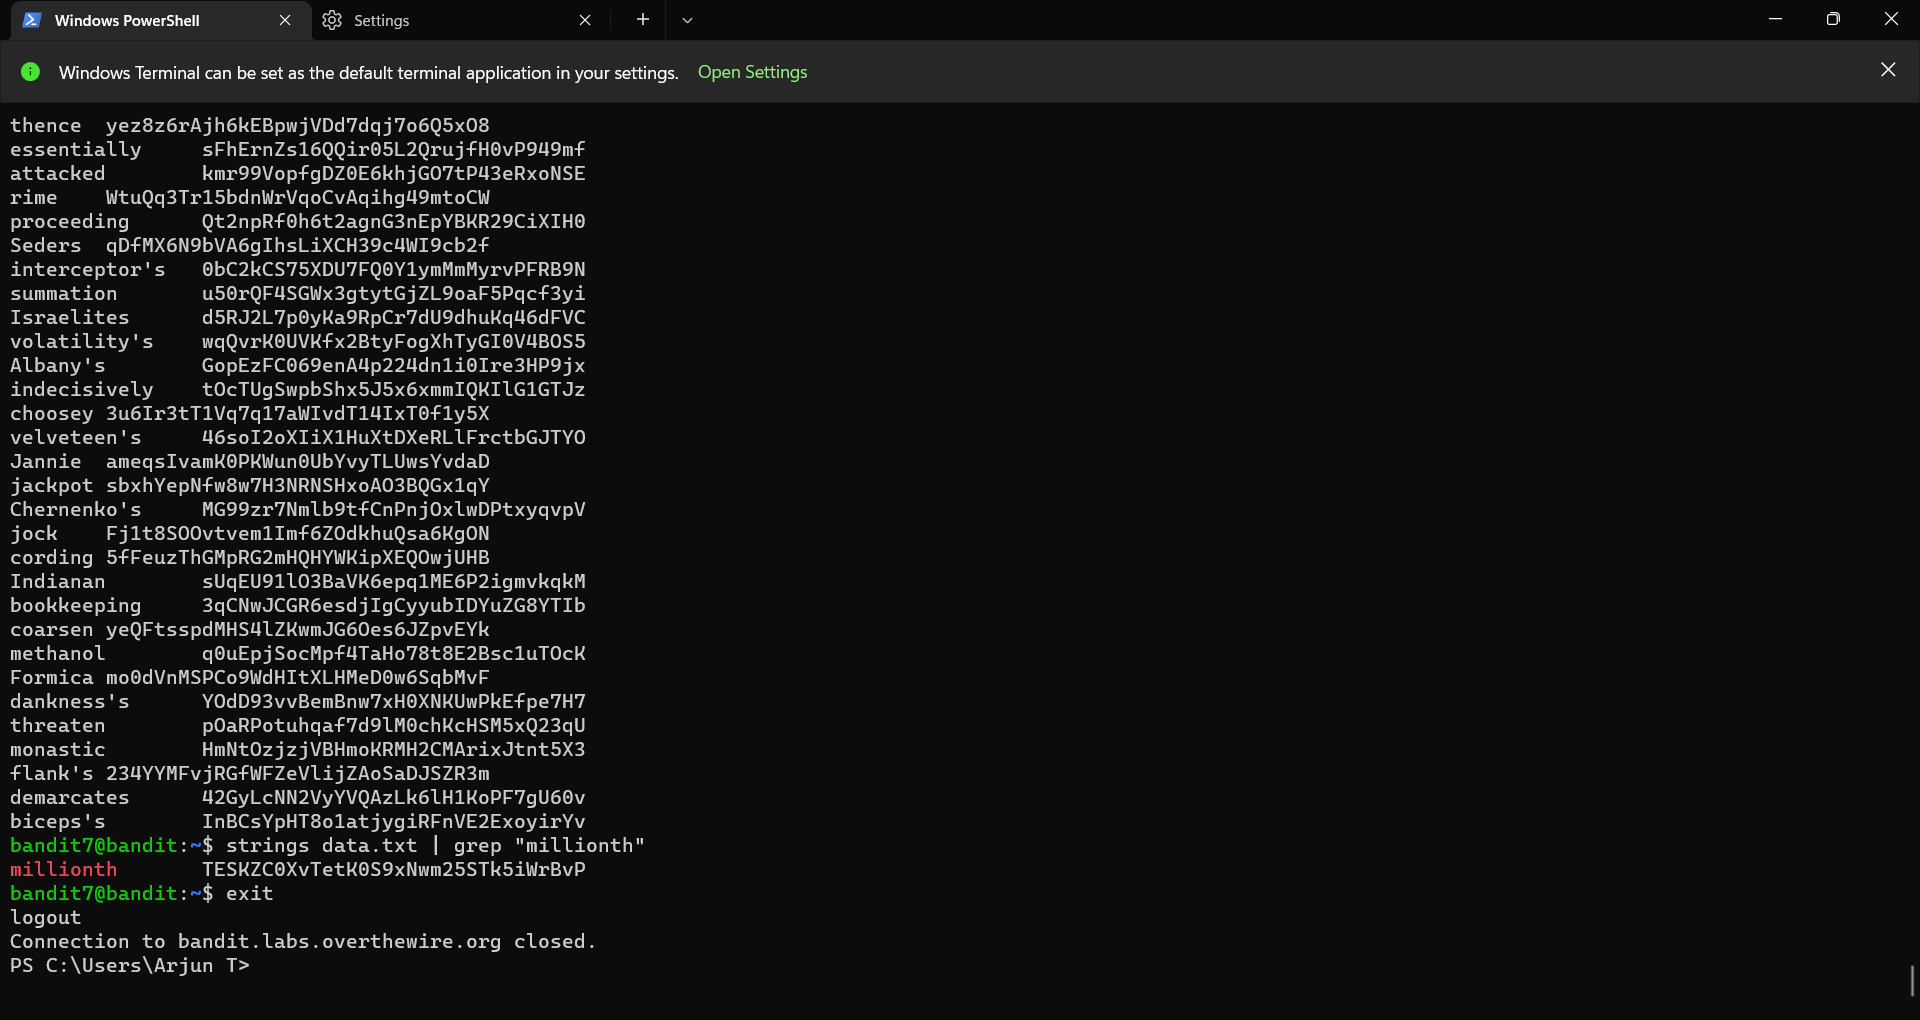 Windows PowerShell
Settings
Windows Terminal can be set as the default terminal application in your settings. Open Settings
thence yez8z6rAjh6kEBpwjVDd7dqj7o6Q5xO8
essentially sFhErnZs16QQir05L2QrujfH0vP949mf
attacked kmr99VopfgDZ0E6khjGO7tP43eRxoNSE
rime WtuQq3Tr15bdnWrVqoCvAqihg49mtoCW
proceeding Qt2npRf0h6t2agnG3nEpYBKR29CiXIH0
Seders qDfMX6N9bVA6gIhsLiXCH39c4WI9cb2f
interceptor's 0bC2kCS75XDU7FQ0Y1ymMmMyrvPFRB9N
summation u50rQF4SGWx3gtytGjZL9oaF5Pqcf3yi
Israelites d5RJ2L7p0yKa9RpCr7dU9dhuKq46dFVC
volatility's wqQvrK0UVKfx2BtyFogXhTyGI0V4BOS5
Albany's GopEzFC069enA4p224dn1i0Ire3HP9jx
indecisively tOcTUgSwpbShx5J5x6xmmIQKIlG1GTJz
choosey 3u6Ir3tT1Vq7q17aWIvdT14IxT0f1y5X
velveteen's 46soI2oXIiX1HuXtDXeRLlFrctbGJTYO
Jannie ameqsIvamK0PKWun0UbYvyTLUwsYvdaD
jackpot sbxhYepNfw8w7H3NRNSHxoAO3BQGx1qY
Chernenko's MG99zr7Nmlb9tfCnPnjOxlwDPtxyqvpV
jock Fj1t8SOOvtvem1Imf6ZOdkhuQsa6KgON
cording 5fFeuzThGMpRG2mHQHYWKipXEQOwjUHB
Indianan sUqEU91lO3BaVK6epq1ME6P2igmvkqkM
bookkeeping 3qCNwJCGR6esdjIgCyyubIDYuZG8YTIb
coarsen yeQFtsspdMHS4lZKwmJG6Oes6JZpvEYk
methanol q0uEpjSocMpf4TaHo78t8E2Bsc1uTOcK
Formica mo0dVnMSPCo9WdHItXLHMeD0w6SqbMvF
dankness's YOdD93vvBemBnw7xH0XNKUwPkEfpe7H7
threaten pOaRPotuhqaf7d9lM0chKcHSM5xQ23qU
monastic HmNtOzjzjVBHmoKRMH2CMArixJtnt5X3
flank's 234YYMFvjRGfWFZeVlijZAoSaDJSZR3m
demarcates 42GyLcNN2VyYVQAzLk6lH1KoPF7gU60v
biceps's InBCsYpHT8o1atjygiRFnVE2ExoyirYv
bandit7@bandit:~$ strings data.txt | grep "millionth"
millionth TESKZC0XvTetK0S9xNwm25STk5iWrBvP
bandit7@bandit:~$ exit
logout
Connection to bandit.labs.overthewire.org closed.
PS C:\Users\Arjun T>